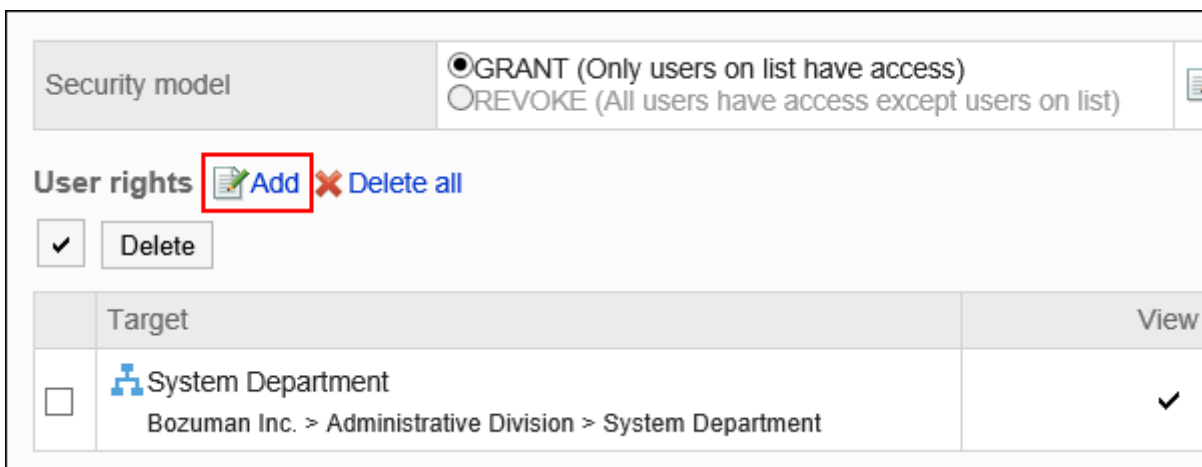 Security model
GRANT (Only users on list have access)
REVOKE (All users have access except users on list)
User rights Add Delete all
Delete
Target View
System Department
Bozuman Inc. > Administrative Division > System Department